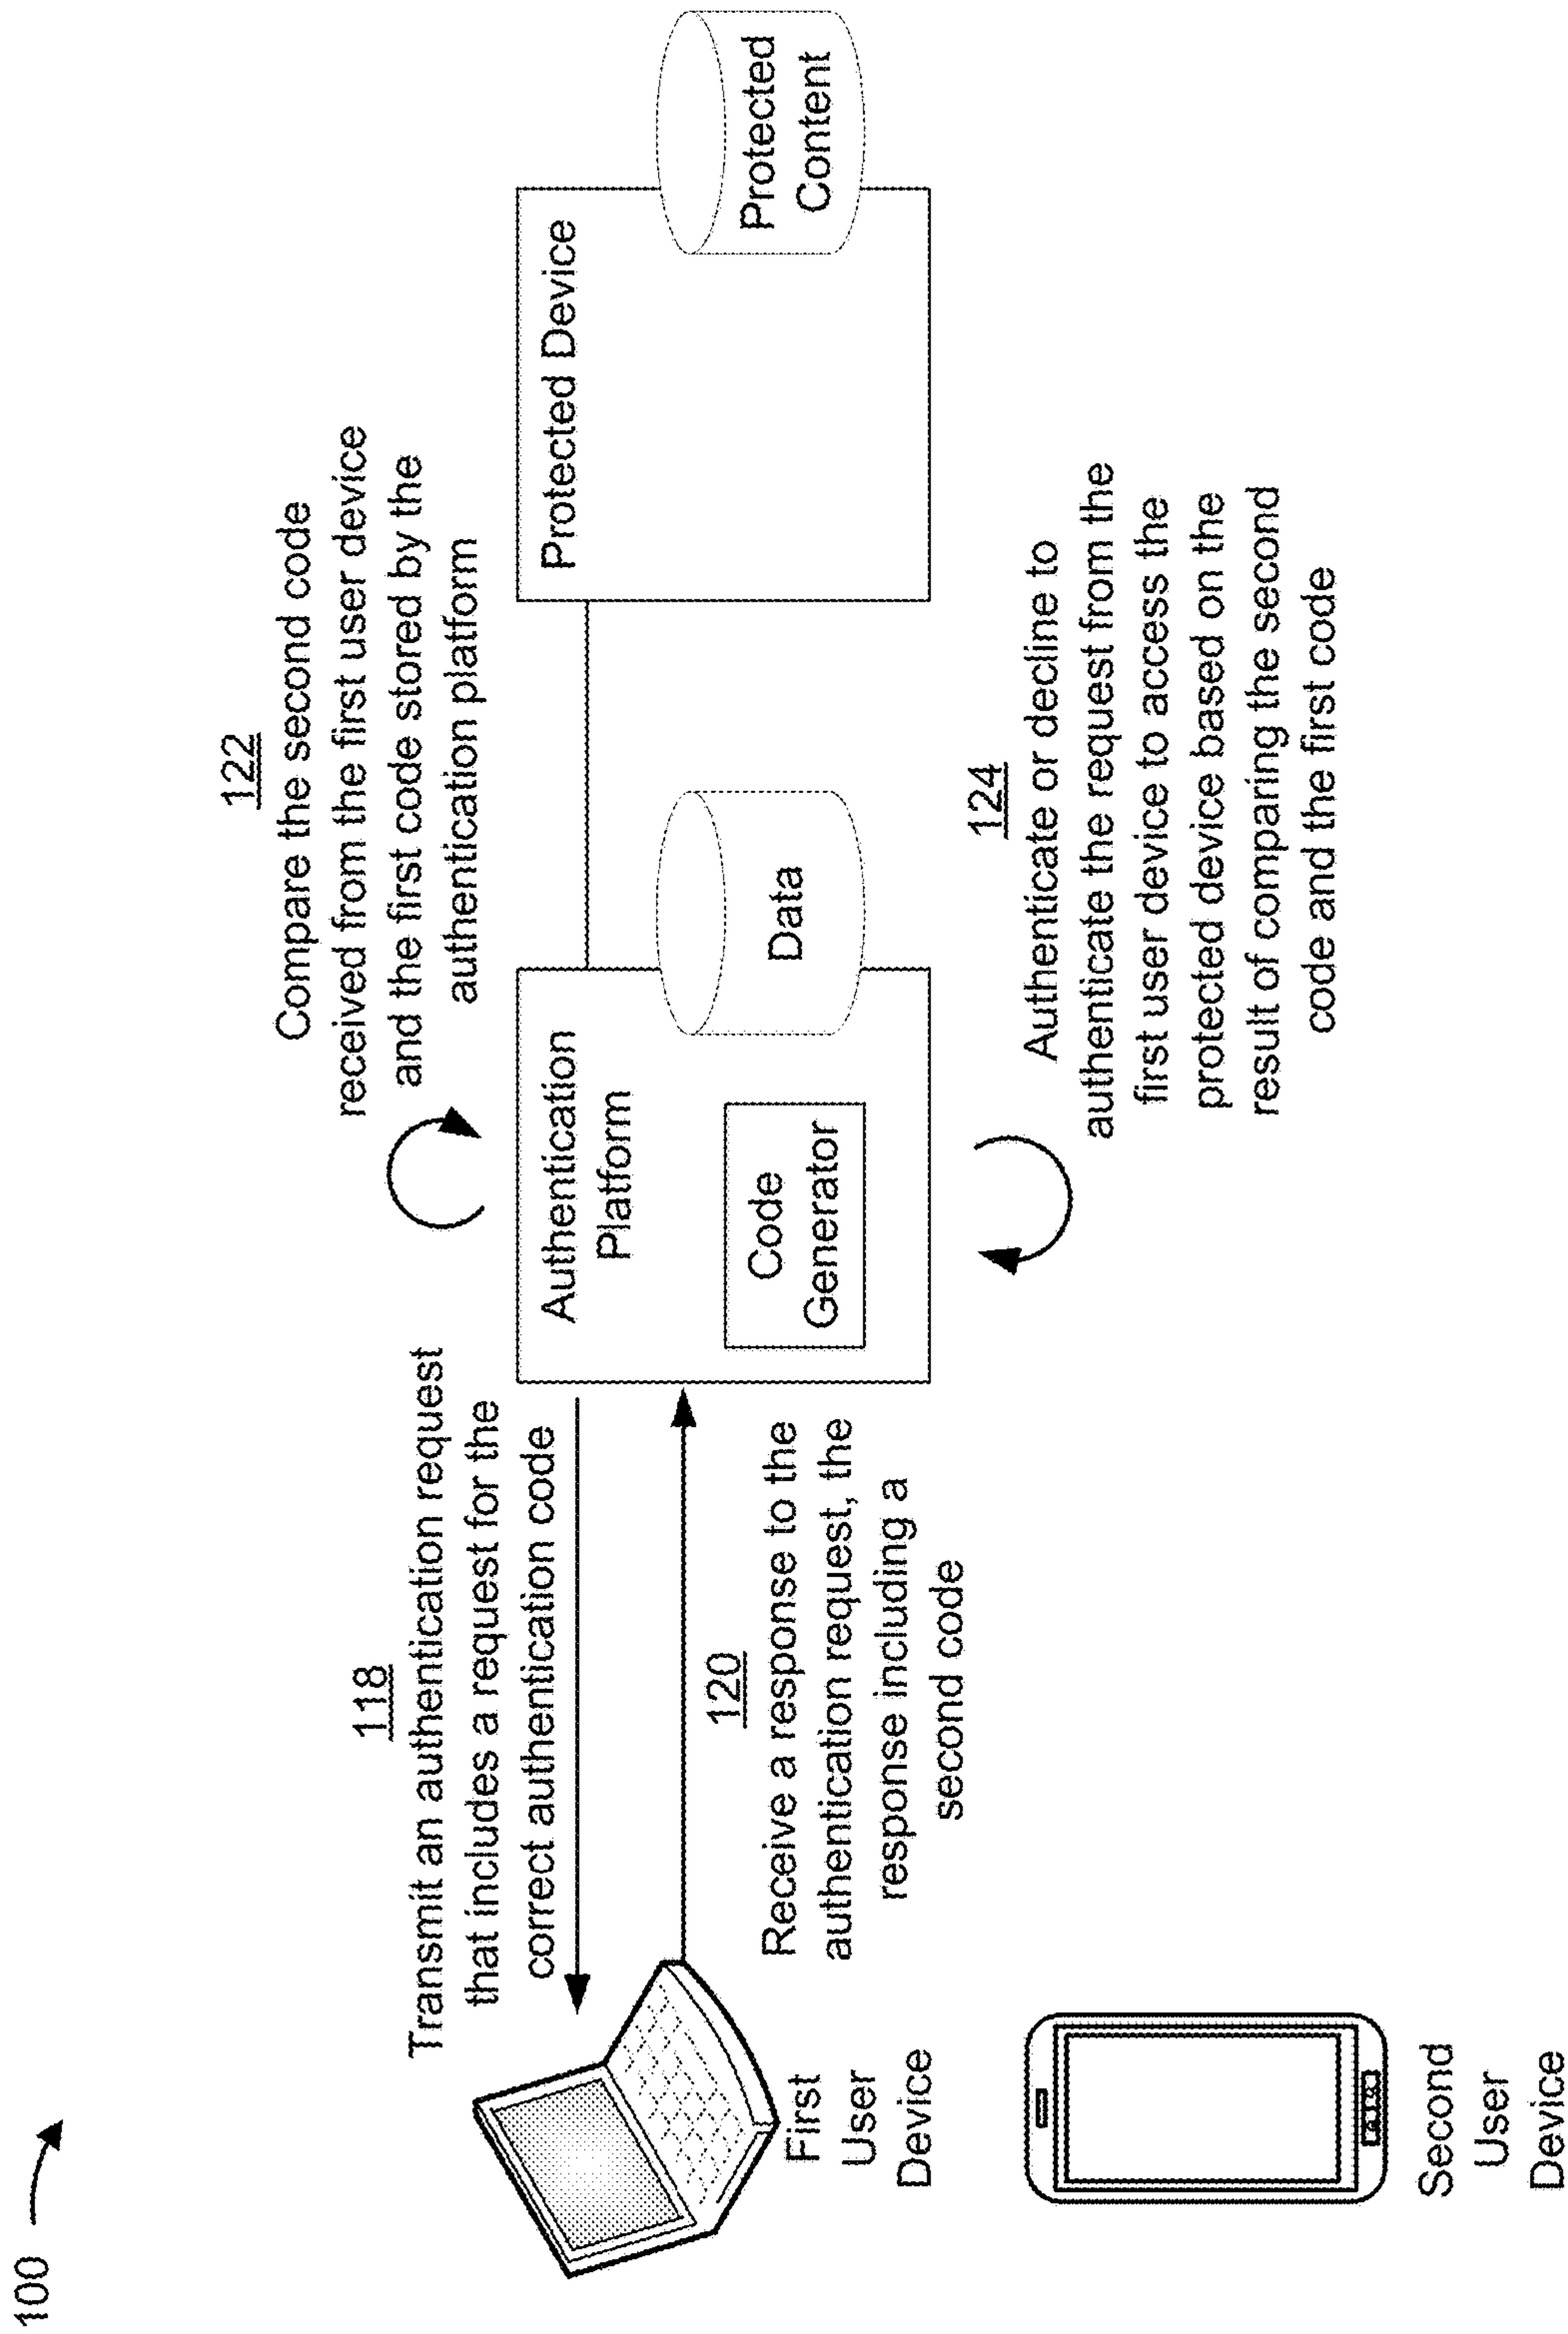 100
118
Transmit an authentication request
that includes a request for the
correct authentication code
120
Receive a response to the
authentication request, the
response including a
second code
First
User
Device
Second
User
Device
122
Compare the second code
received from the first user device
and the first code stored by the
authentication platform
Authentication
Platform
Code
Generator
Data
124
Authenticate or decline to
authenticate the request from the
first user device to access the
protected device based on the
result of comparing the second
code and the first code
Protected Device
Protected
Content